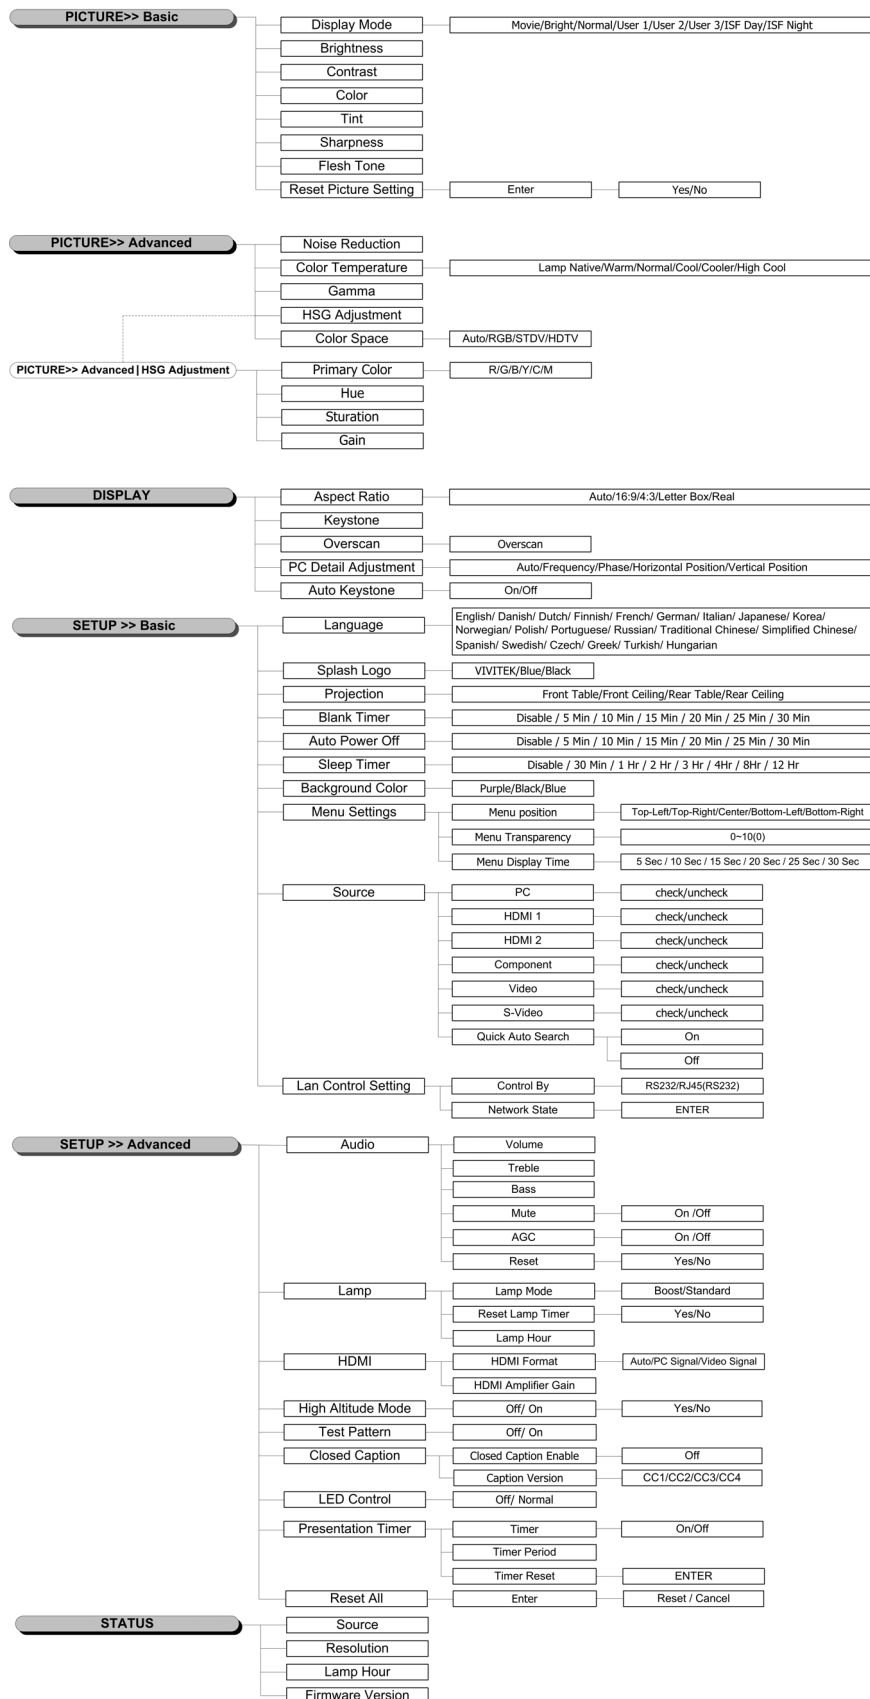 PICTURE>> Basic
Display Mode
Movie/Bright/Normal/User 1/User 2/User 3/ISF Day/ISF Night
Brightness
Contrast
Color
Tint
Sharpness
Flesh Tone
Reset Picture Setting
Enter
Yes/No
PICTURE>> Advanced
Noise Reduction
Color Temperature
Lamp Native/Warm/Normal/Cool/Cooler/High Cool
Gamma
HSG Adjustment
Color Space
Auto/RGB/STDV/HDTV
PICTURE>> Advanced | HSG Adjustment
Primary Color
R/G/B/Y/C/M
Hue
Sturation
Gain
DISPLAY
Aspect Ratio
Auto/16:9/4:3/Letter Box/Real
Keystone
Overscan
Overscan
PC Detail Adjustment
Auto/Frequency/Phase/Horizontal Position/Vertical Position
Auto Keystone
On/Off
SETUP >> Basic
Language
English/ Danish/ Dutch/ Finnish/ French/ German/ Italian/ Japanese/ Korea/
Norwegian/ Polish/ Portuguese/ Russian/ Traditional Chinese/ Simplified Chinese/
Spanish/ Swedish/ Czech/ Greek/ Turkish/ Hungarian
Splash Logo
VIVITEK/Blue/Black
Projection
Front Table/Front Ceiling/Rear Table/Rear Ceiling
Blank Timer
Disable / 5 Min / 10 Min / 15 Min / 20 Min / 25 Min / 30 Min
Auto Power Off
Disable / 5 Min / 10 Min / 15 Min / 20 Min / 25 Min / 30 Min
Sleep Timer
Disable / 30 Min / 1 Hr / 2 Hr / 3 Hr / 4Hr / 8Hr / 12 Hr
Background Color
Purple/Black/Blue
Menu Settings
Menu position
Top-Left/Top-Right/Center/Bottom-Left/Bottom-Right
Menu Transparency
0~10(0)
Menu Display Time
5 Sec / 10 Sec / 15 Sec / 20 Sec / 25 Sec / 30 Sec
Source
PC
check/uncheck
HDMI 1
check/uncheck
HDMI 2
check/uncheck
Component
check/uncheck
Video
check/uncheck
S-Video
check/uncheck
Quick Auto Search
On
Off
Lan Control Setting
Control By
RS232/RJ45(RS232)
Network State
ENTER
SETUP >> Advanced
Audio
Volume
Treble
Bass
Mute
On /Off
AGC
On /Off
Reset
Yes/No
Lamp
Lamp Mode
Boost/Standard
Reset Lamp Timer
Yes/No
Lamp Hour
HDMI
HDMI Format
Auto/PC Signal/Video Signal
HDMI Amplifier Gain
High Altitude Mode
Off/ On
Yes/No
Test Pattern
Off/ On
Closed Caption
Closed Caption Enable
Off
Caption Version
CC1/CC2/CC3/CC4
LED Control
Off/ Normal
Presentation Timer
Timer
On/Off
Timer Period
Timer Reset
ENTER
Reset All
Enter
Reset / Cancel
STATUS
Source
Resolution
Lamp Hour
Firmware Version